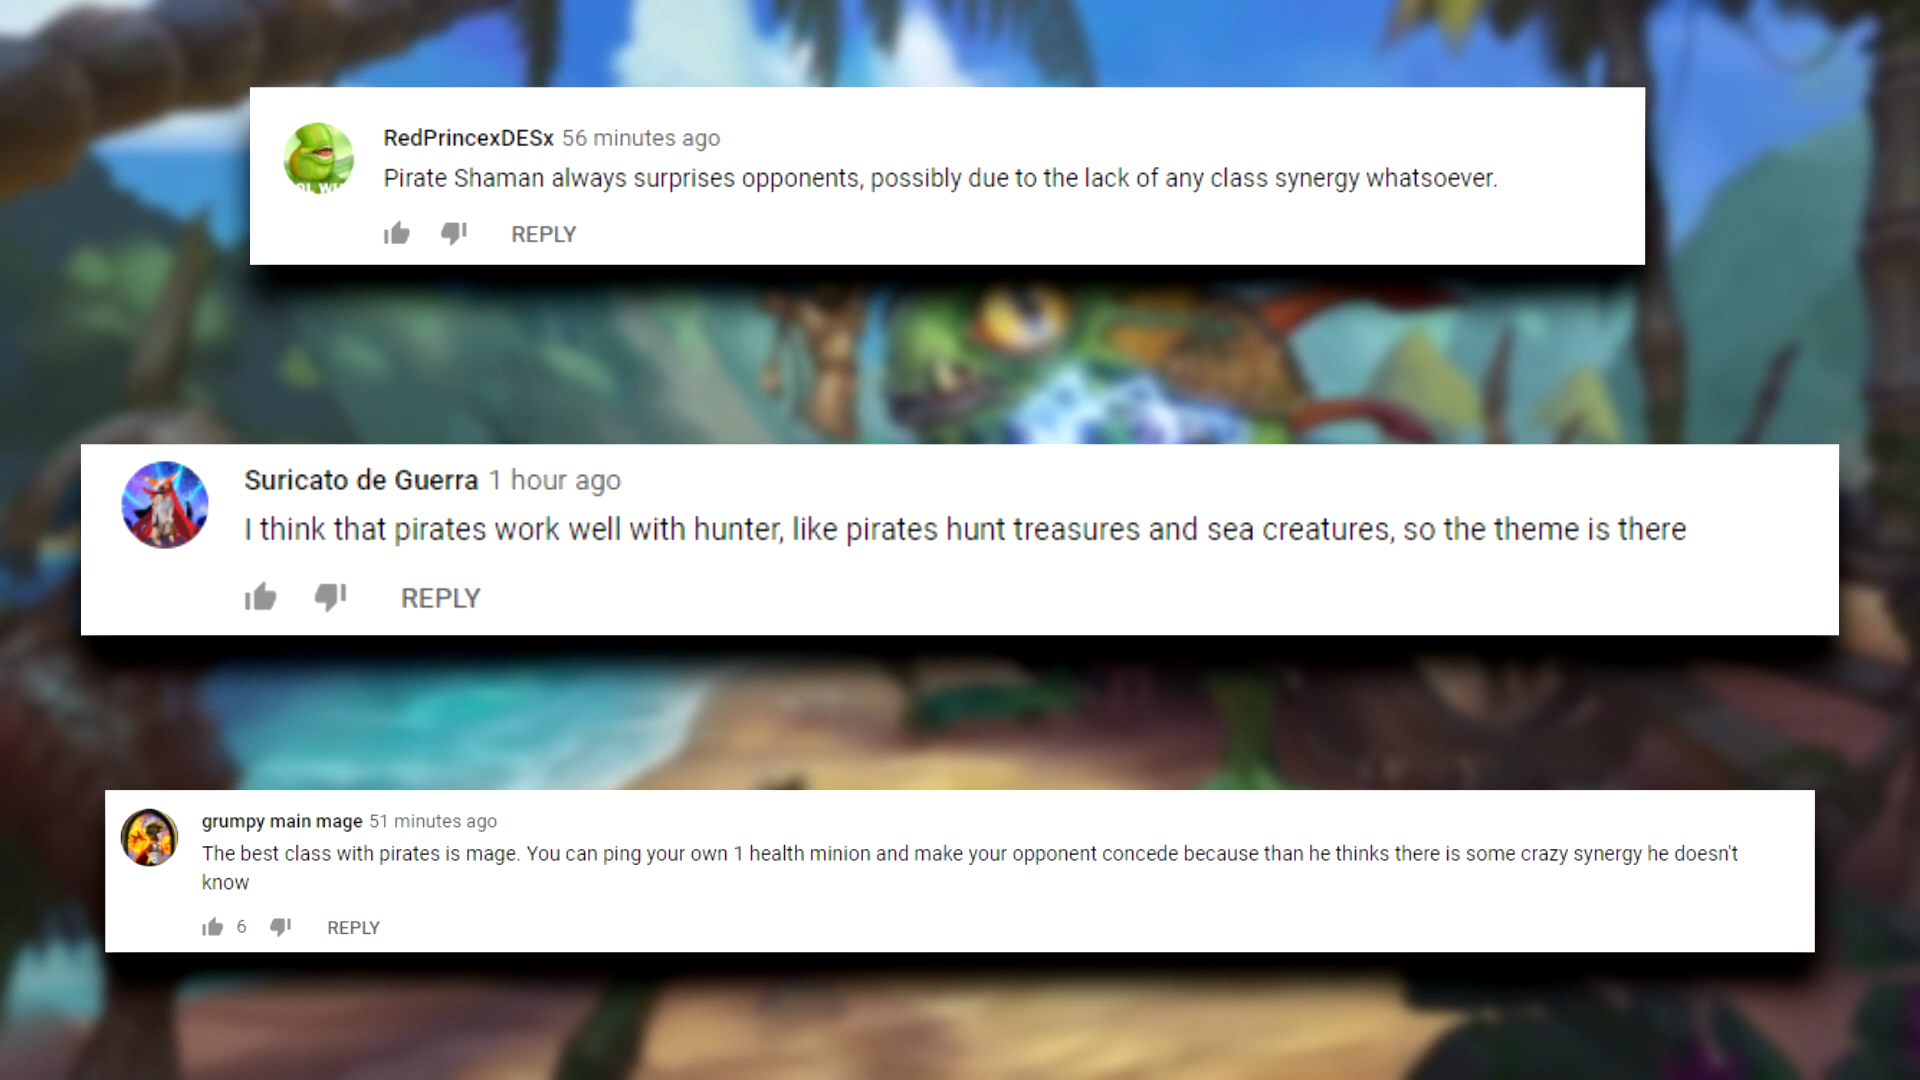 RedPrincexDESx 56 minutes ago
Pirate Shaman always surprises opponents, possibly due to the lack of any class synergy whatsoever.
REPLY
Suricato de Guerra 1 hour ago
I think that pirates work well with hunter, like pirates hunt treasures and sea creatures, so the theme is there
REPLY
grumpy main mage 51 minutes ago
The best class with pirates is mage. You can ping your own 1 health minion and make your opponent concede because than he thinks there is some crazy synergy he doesn't
know
6 REPLY